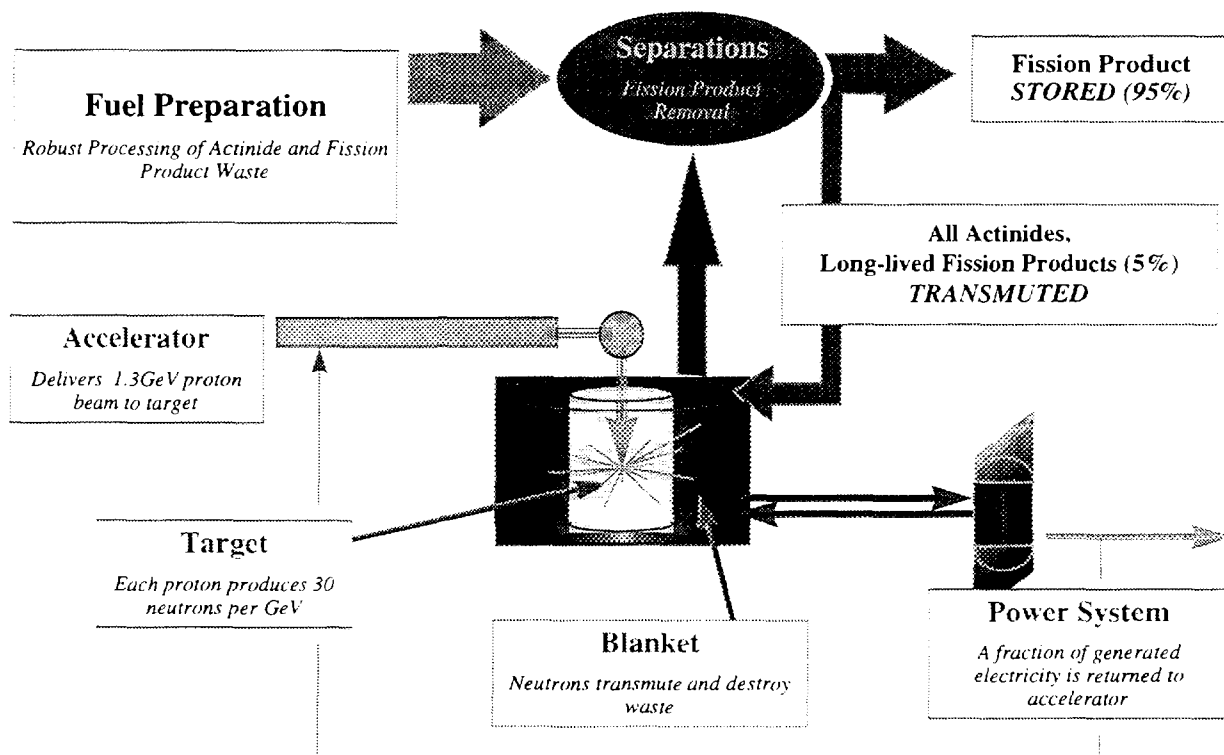 Separations
Fission Product
Removal
Fission Product
STORED (95%)
Fuel Preparation
Robust Processing of Actinide and Fission
Product Waste
All Actinides,
Long-lived Fission Products (5%)
TRANSMUTED
Accelerator
Delivers 1.3GeV proton
beam to target
Target
Each proton produces 30
neutrons per GeV
Blanket
Neutrons transmute and destroy
waste
Power System
A fraction of generated
electricity is returned to
accelerator